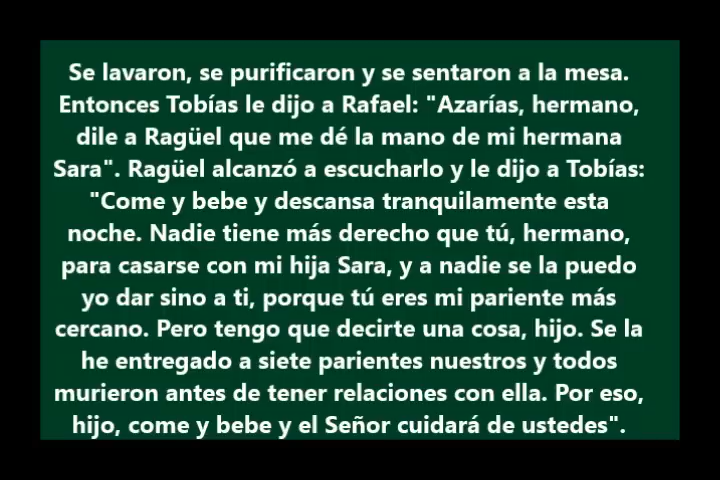 Se lavaron, se purificaron y se sentaron a la mesa.
Entonces Tobías le dijo a Rafael: "Azarías, hermano,
dile a Ragüel que me dé la mano de mi hermana
Sara". Ragüel alcanzó a escucharlo y le dijo a Tobías:
"Come y bebe y descansa tranquilamente esta
noche. Nadie tiene más derecho que tú, hermano,
para casarse con mi hija Sara, y a nadie se la puedo
yo dar sino a ti, porque tú eres mi pariente más
cercano. Pero tengo que decirte una cosa, hijo. Se la
he entregado a siete parientes nuestros y todos
murieron antes de tener relaciones con ella. Por eso,
hijo, come y bebe y el Señor cuidará de ustedes".